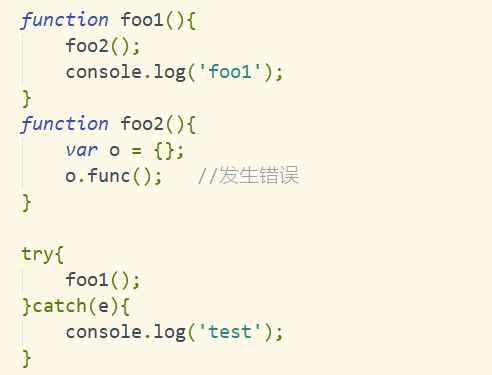 function foo1(){
    foo2();
    console.log('foo1');
}
function foo2(){
    var o = {};
    o.func();   //发生错误
}

try{
    foo1();
}catch(e){
    console.log('test');
}